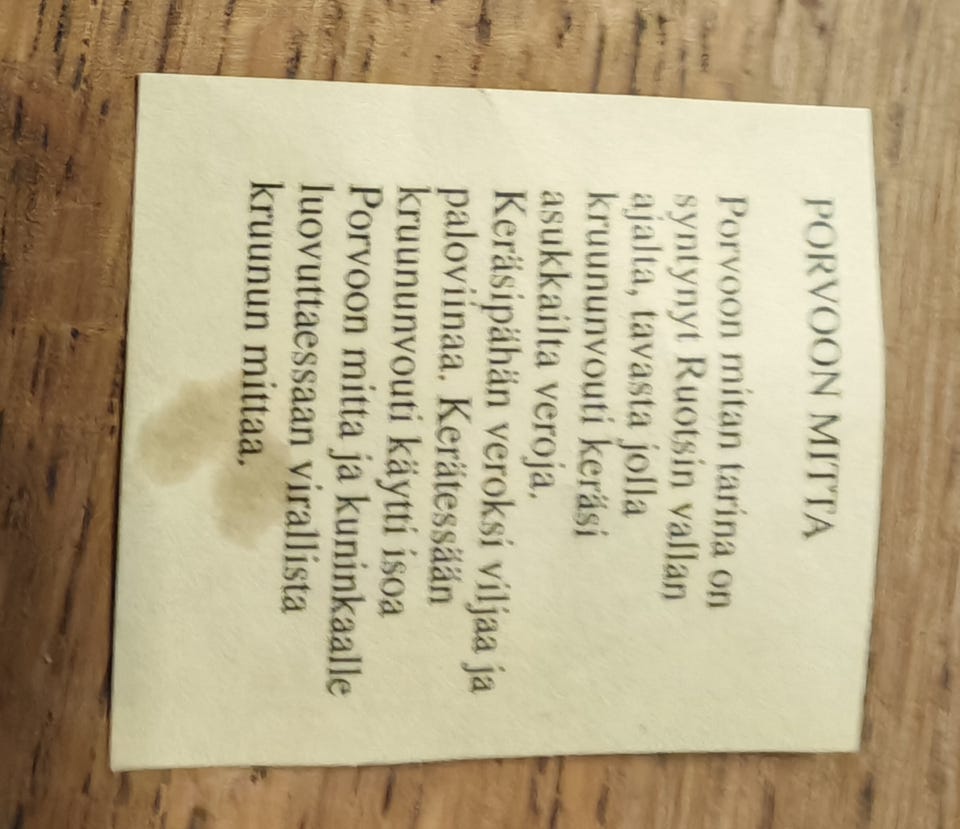 PORVOON MITTA
Porvoon mitan tarina on
syntynyt Ruotsin vallan
ajalta, tavasta jolla
kruununvouti keräsi
asukkailta veroja.
Keräsipähän veroksi viljaa ja
paloviinaa. Kerätessään
kruununvouti käytti isoa
Porvoon mitta ja kuninkaalle
luovuttaessaan virallista
kruunun mittaa.